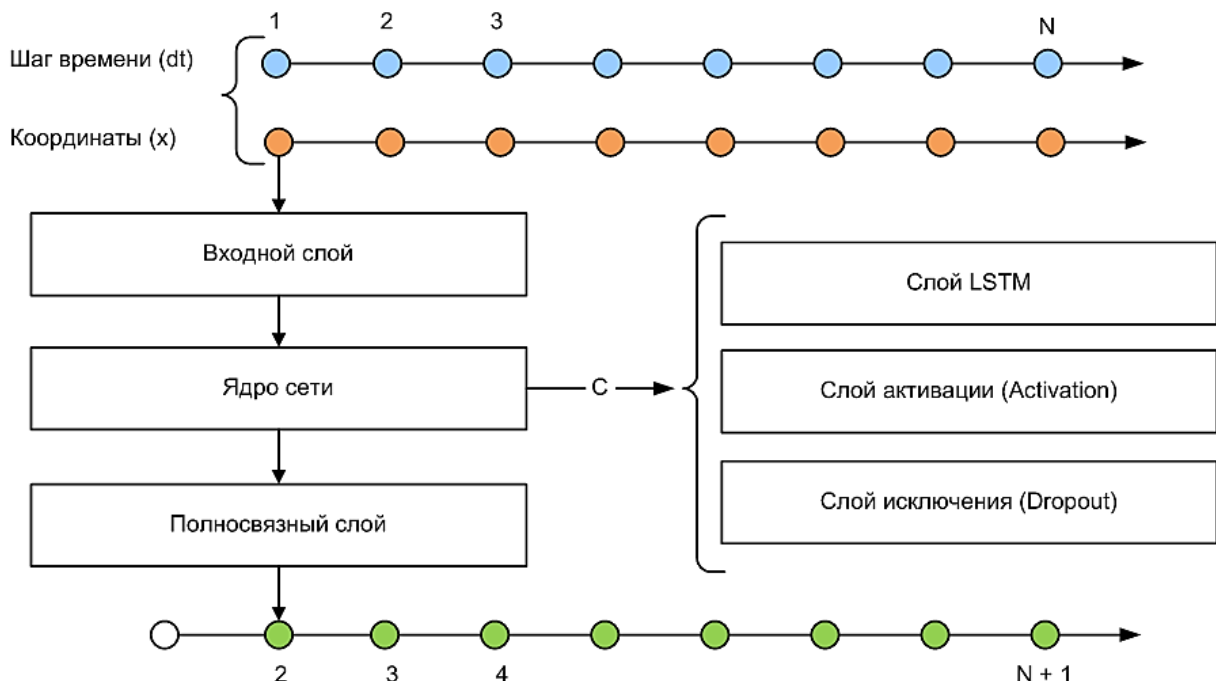 1 2 3 N
Шаг времени (dt)
Координаты (x)
Входной слой
Ядро сети
C
Полносвязный слой
Слой LSTM
Слой активации (Activation)
Слой исключения (Dropout)
2 3 4 N + 1